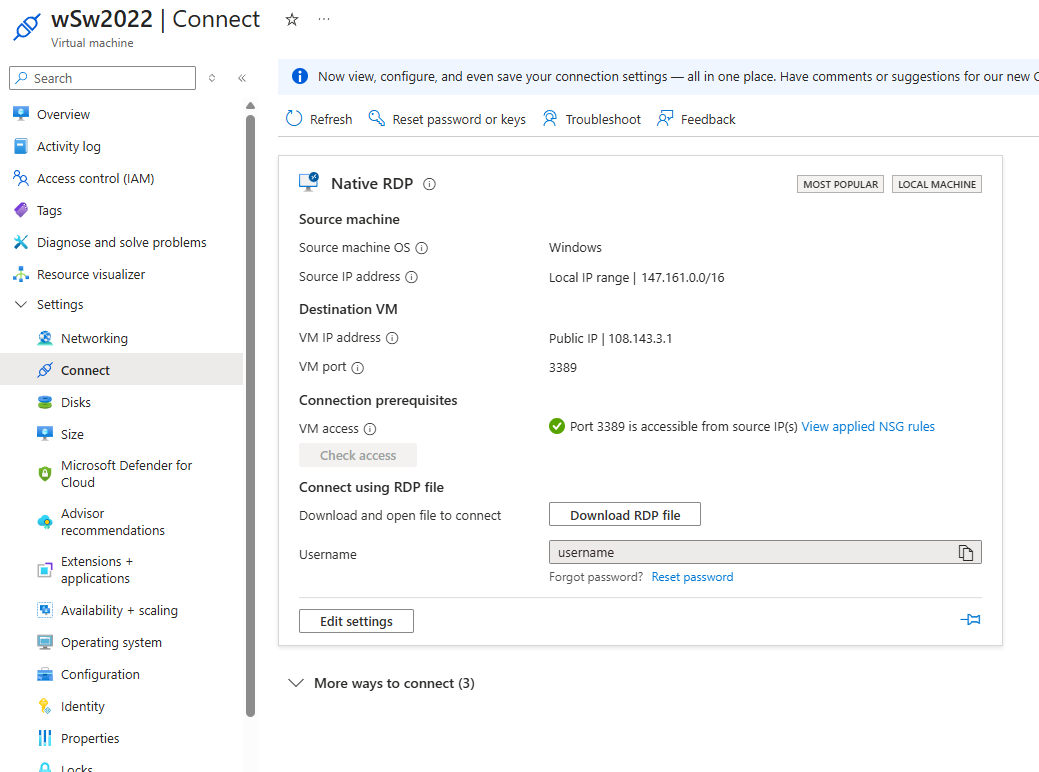 wSw2022 | Connect
Virtual machine
Search
Now view, configure, and even save your connection settings — all in one place. Have comments or suggestions for our new
Refresh
Reset password or keys
Troubleshoot
Feedback
Overview
Activity log
Access control (IAM)
Tags
Diagnose and solve problems
Resource visualizer
Settings
Networking
Connect
Disks
Size
Microsoft Defender for
Cloud
Advisor
recommendations
Extensions +
applications
Availability + scaling
Operating system
Configuration
Identity
Properties
Locks
Native RDP
MOST POPULAR
LOCAL MACHINE
Source machine
Source machine OS
Windows
Source IP address
Local IP range | 147.161.0.0/16
Destination VM
VM IP address
Public IP | 108.143.3.1
VM port
3389
Connection prerequisites
VM access
Port 3389 is accessible from source IP(s) View applied NSG rules
Check access
Connect using RDP file
Download and open file to connect
Download RDP file
Username
username
Forgot password? Reset password
Edit settings
More ways to connect (3)